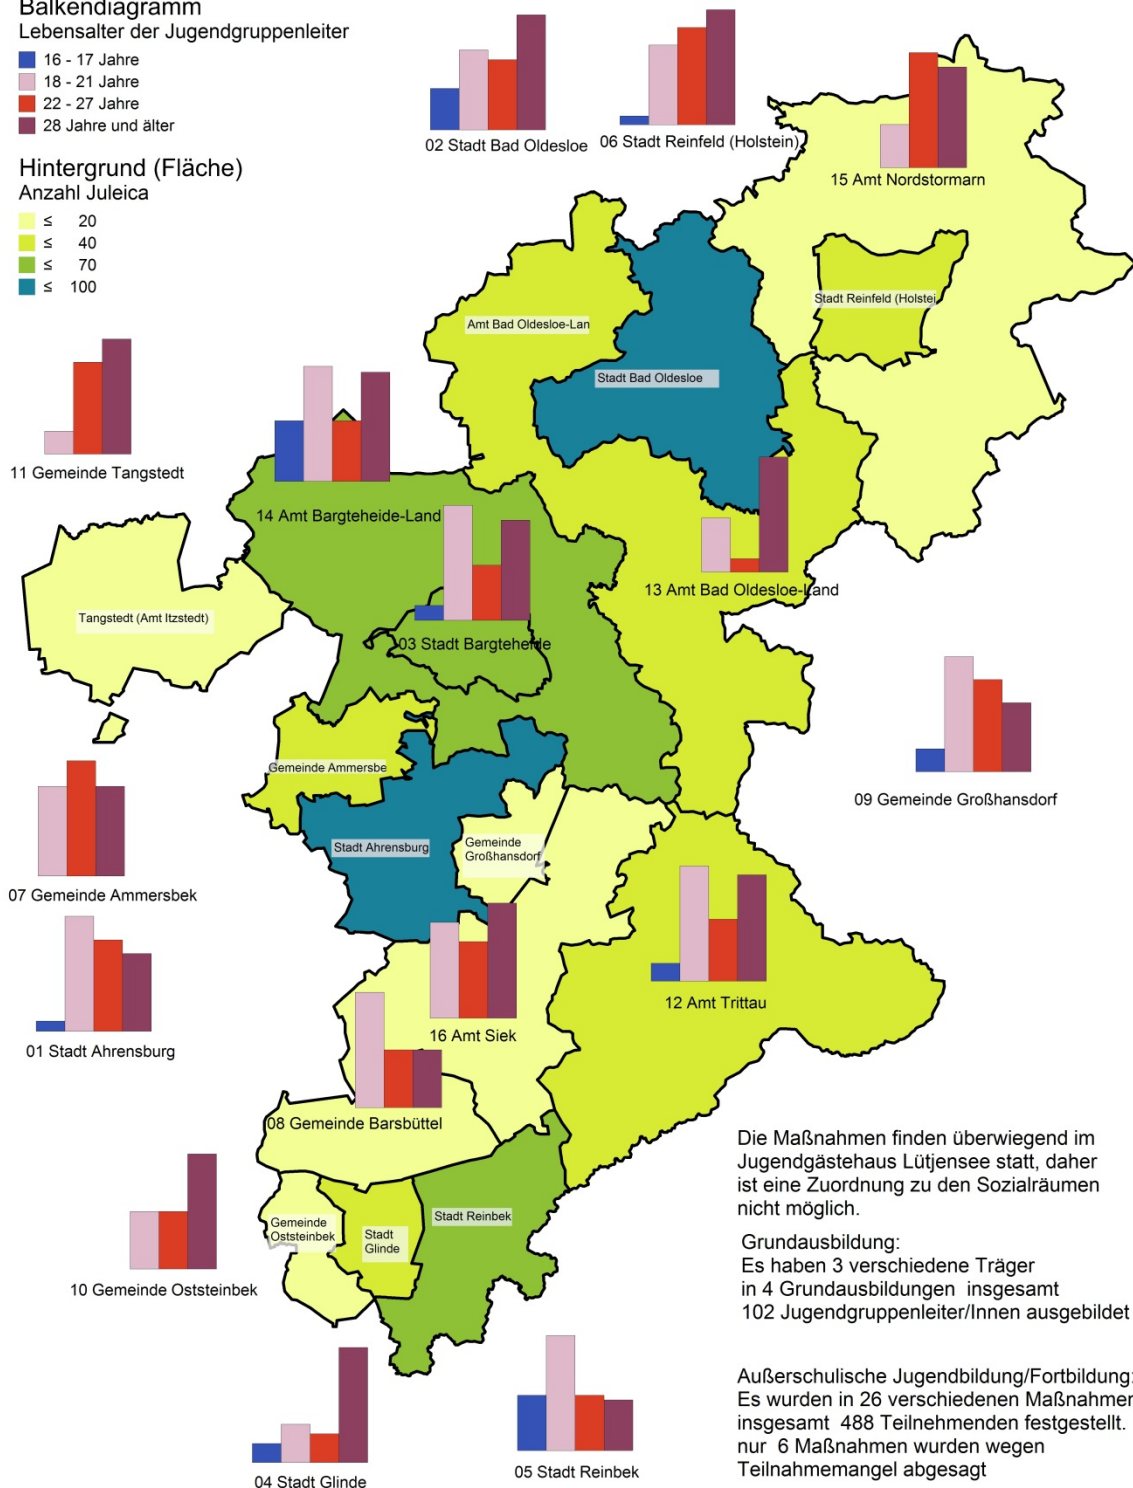 Balkendiagramm
Lebensalter der Jugendgruppenleiter
16 - 17 Jahre
18 - 21 Jahre
22 - 27 Jahre
28 Jahre und älter
Hintergrund (Fläche)
Anzahl Juleica
≤ 20
≤ 40
≤ 70
≤ 100
02 Stadt Bad Oldesloe
06 Stadt Reinfeld (Holstein)
15 Amt Nordstormarn
Stadt Reinfeld (Holstei
Amt Bad Oldesloe-Lan
Stadt Bad Oldesloe
11 Gemeinde Tangstedt
14 Amt Bargteheide-Land
13 Amt Bad Oldesloe-Land
Tangstedt (Amt Itzstedt)
03 Stadt Bargteheide
Gemeinde Ammersbe
09 Gemeinde Großhansdorf
Stadt Ahrensburg
Gemeinde
Großhansdorf
07 Gemeinde Ammersbek
12 Amt Trittau
16 Amt Siek
01 Stadt Ahrensburg
08 Gemeinde Barsbüttel
Gemeinde
Oststeinbek
Stadt
Glinde
Stadt Reinbek
10 Gemeinde Oststeinbek
04 Stadt Glinde
05 Stadt Reinbek
Die Maßnahmen finden überwiegend im
Jugendgästehaus Lütjensee statt, daher
ist eine Zuordnung zu den Sozialräumen
nicht möglich.
Grundausbildung:
Es haben 3 verschiedene Träger
in 4 Grundausbildungen insgesamt
102 Jugendgruppenleiter/Innen ausgebildet
Außerschulische Jugendbildung/Fortbildung:
Es wurden in 26 verschiedenen Maßnahmen
insgesamt 488 Teilnehmenden festgestellt.
nur 6 Maßnahmen wurden wegen
Teilnahmemangel abgesagt